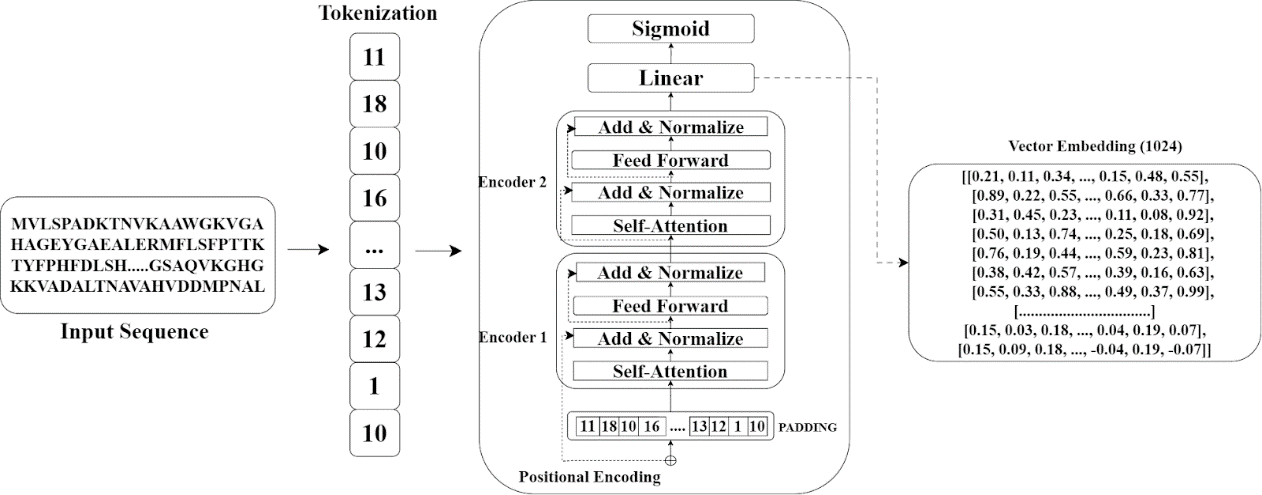 Tokenization
11
18
10
16
...
13
12
1
10
MVLSPADKTNVKAAWGKVGA
HAGEYGAEALERMFLSFPTTK
TYFPHFDLSH.....GSAQVKGHG
KKVADALTNAVAHVDDMPNAL
Input Sequence
Sigmoid
Linear
Encoder 2
Add & Normalize
Feed Forward
Add & Normalize
Self-Attention
Encoder 1
Add & Normalize
Feed Forward
Add & Normalize
Self-Attention
11 18 10 16 .... 13 12 1 10 PADDING
Positional Encoding
Vector Embedding (1024)
[[0.21, 0.11, 0.34, ..., 0.15, 0.48, 0.55],
[0.89, 0.22, 0.55, ..., 0.66, 0.33, 0.77],
[0.31, 0.45, 0.23, ..., 0.11, 0.08, 0.92],
[0.50, 0.13, 0.74, ..., 0.25, 0.18, 0.69],
[0.76, 0.19, 0.44, ..., 0.59, 0.23, 0.81],
[0.38, 0.42, 0.57, ..., 0.39, 0.16, 0.63],
[0.55, 0.33, 0.88, ..., 0.49, 0.37, 0.99],
[.................................]
[0.15, 0.03, 0.18, ..., 0.04, 0.19, 0.07],
[0.15, 0.09, 0.18, ..., -0.04, 0.19, -0.07]]